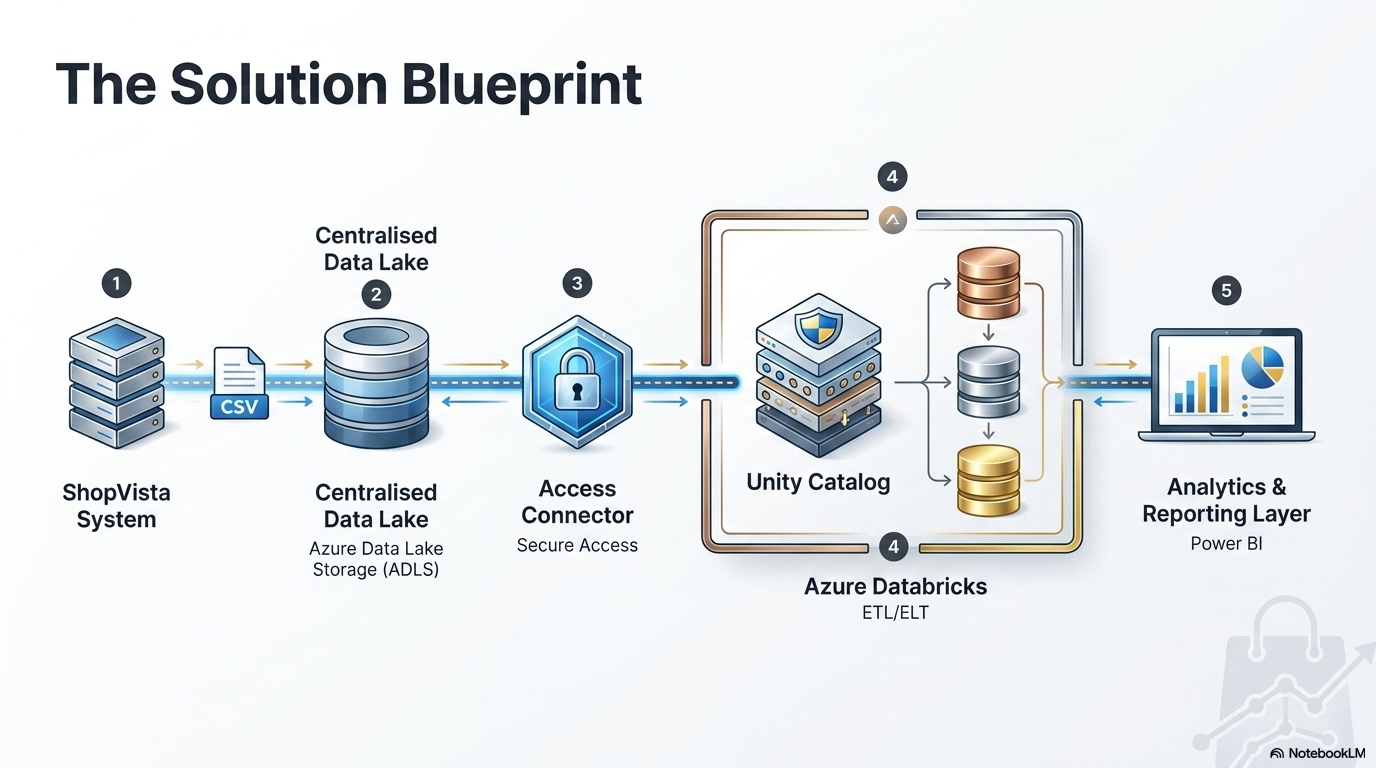 The Solution Blueprint
1
ShopVista
System
CSV
Centralised
Data Lake
2
Centralised
Data Lake
Azure Data Lake
Storage (ADLS)
3
Access
Connector
Secure Access
4
Unity Catalog
4
Azure Databricks
ETL/ELT
5
Analytics &
Reporting Layer
Power BI
NotebookLM